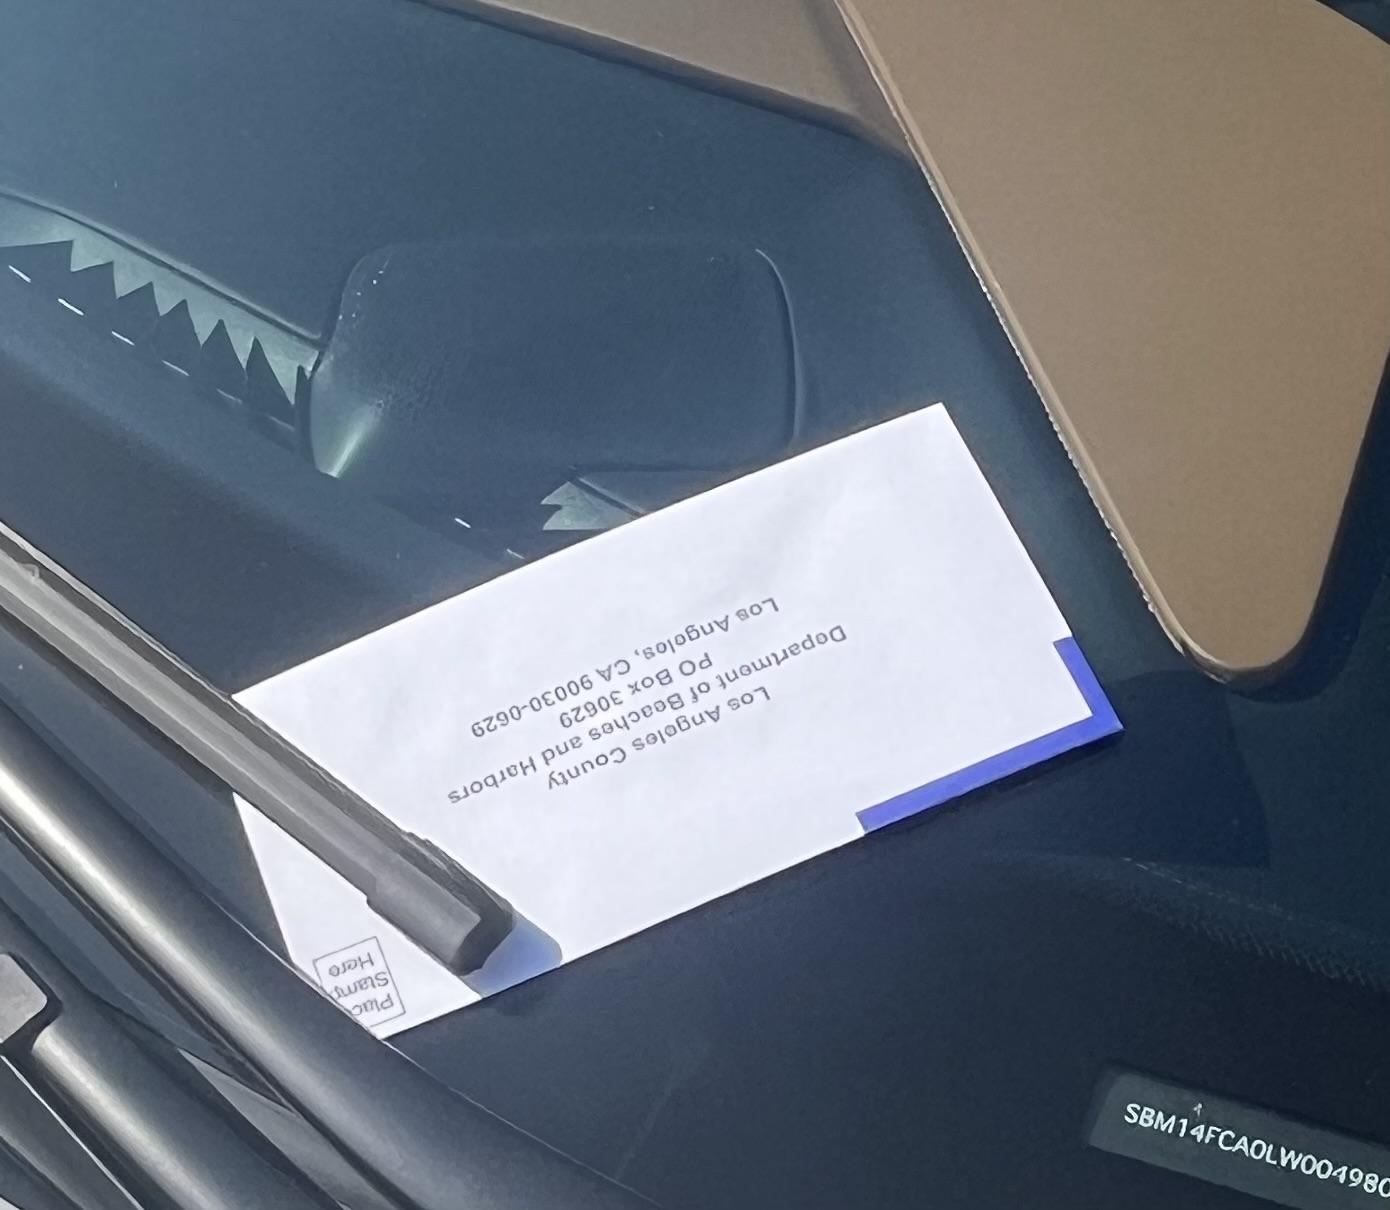 Place
Stamp
Here
Los Angeles County
Department of Beaches and Harbors
PO Box 30629
Los Angeles, CA 90030-0629
SBM14FCA0LW004980